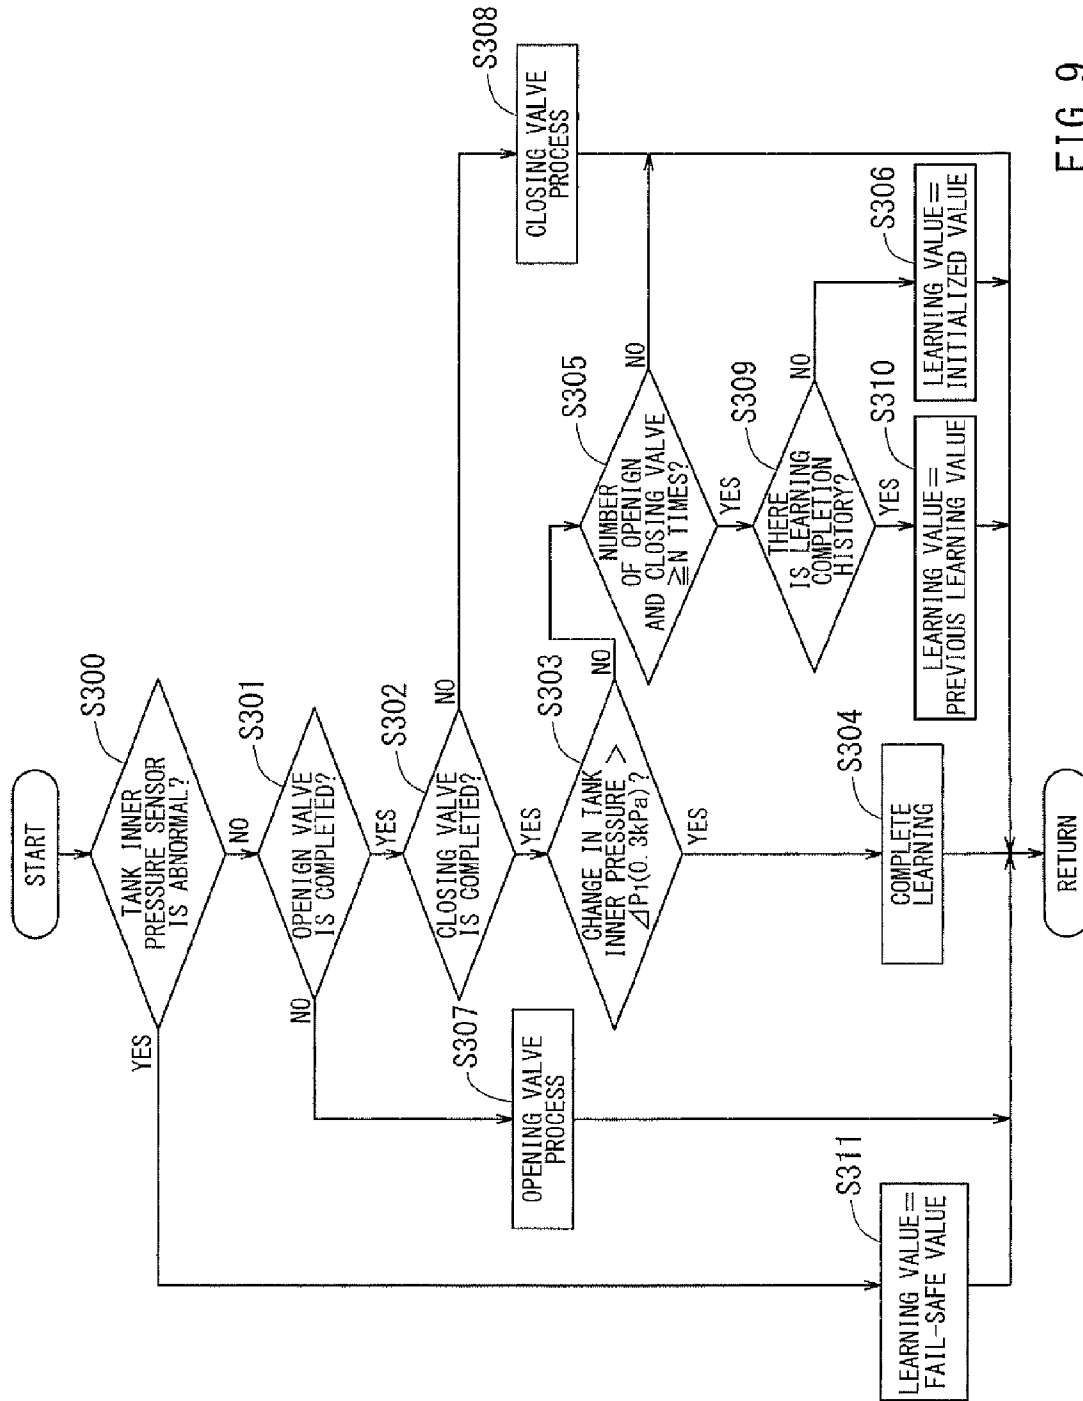 START
S300
TANK INNER
PRESSURE SENSOR
IS ABNORMAL?
YES
NO
S301
OPENIGN VALVE
IS COMPLETED?
NO
YES
S302
CLOSING VALVE
IS COMPLETED?
NO
YES
S307
OPENING VALVE
PROCESS
S308
CLOSING VALVE
PROCESS
S303
CHANGE IN TANK
INNER PRESSURE >
⊿P1(0.3kPa)?
NO
YES
S305
NUMBER
OF OPENIGN
AND CLOSING VALVE
≧N TIMES?
NO
YES
S309
THERE
IS LEARNING
COMPLETION
HISTORY?
NO
YES
S311
LEARNING VALUE=
FAIL-SAFE VALUE
S304
COMPLETE
LEARNING
S310
LEARNING VALUE=
PREVIOUS LEARNING VALUE
S306
LEARNING VALUE=
INITIALIZED VALUE
RETURN
FIG. 9